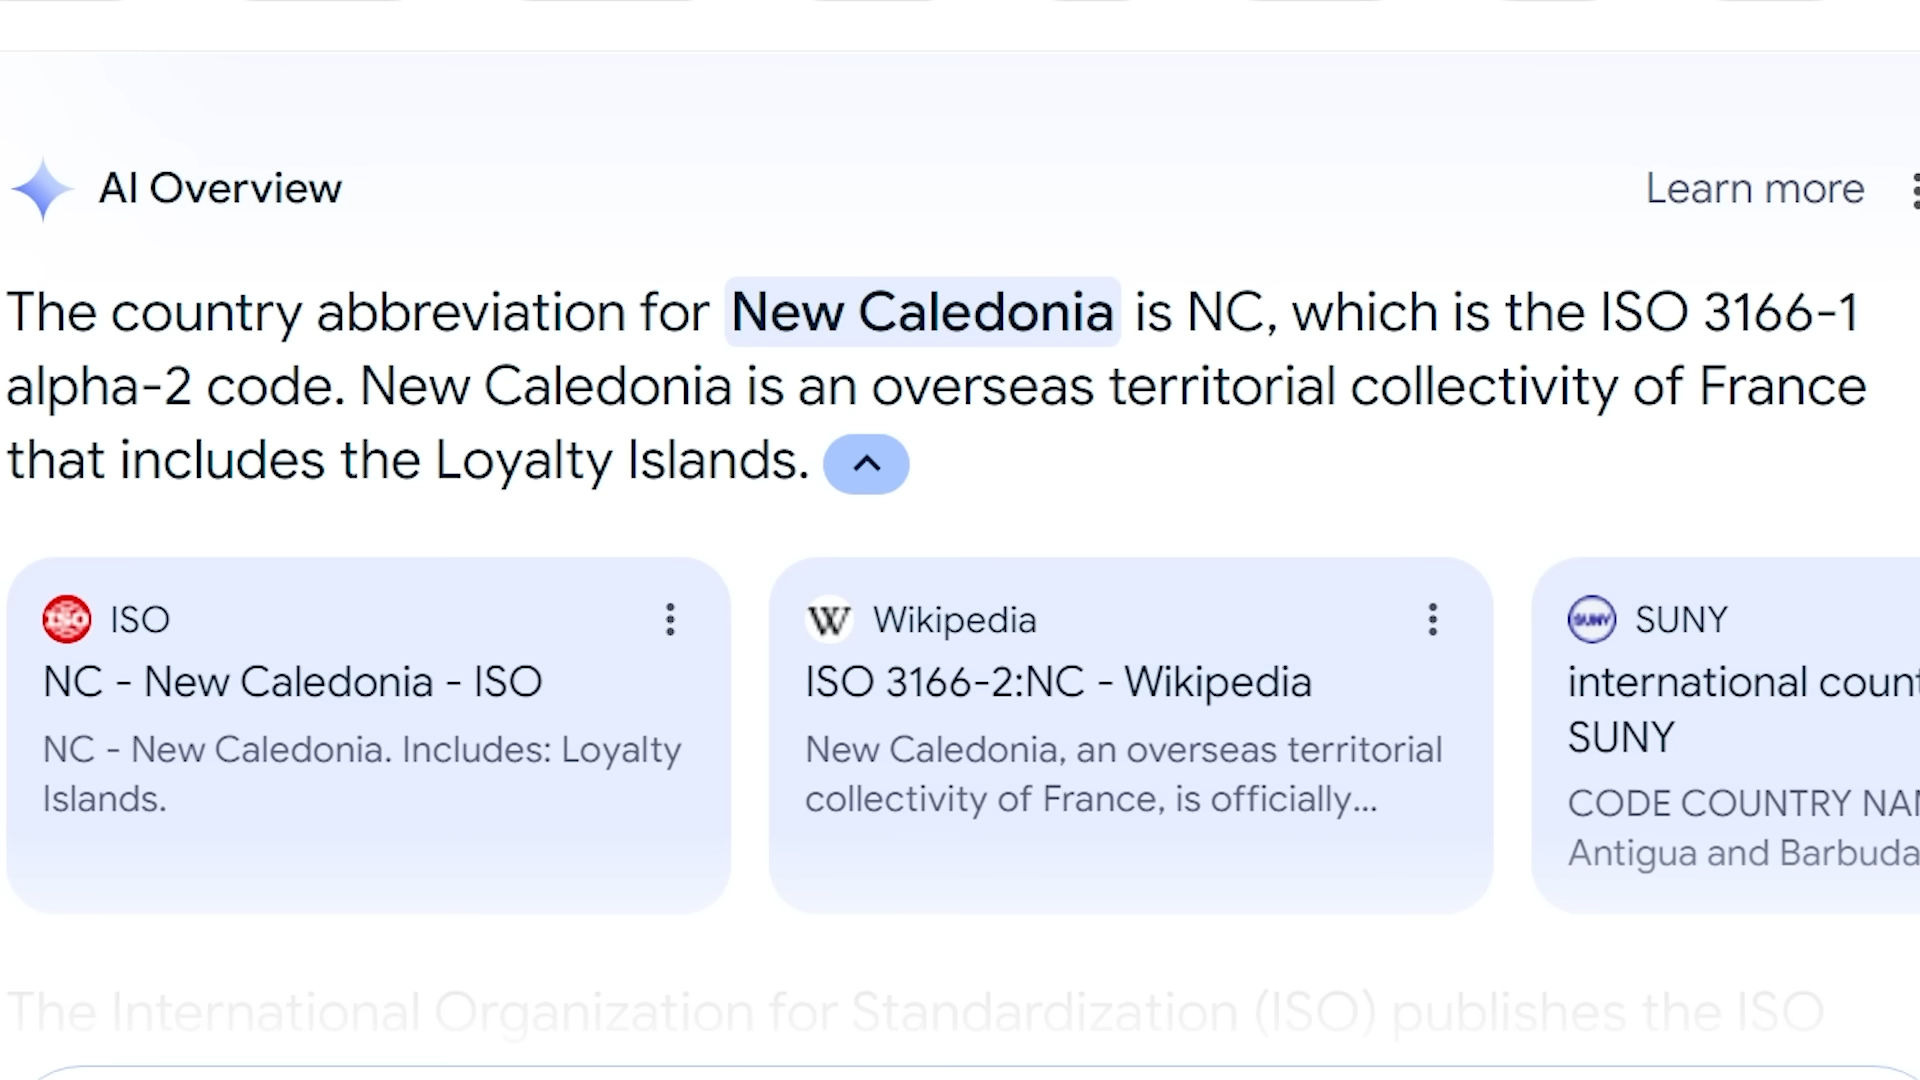 AI Overview
Learn more
The country abbreviation for New Caledonia is NC, which is the ISO 3166-1
alpha-2 code. New Caledonia is an overseas territorial collectivity of France
that includes the Loyalty Islands.
ISO
NC - New Caledonia - ISO
NC - New Caledonia. Includes: Loyalty
Islands.
Wikipedia
ISO 3166-2:NC - Wikipedia
New Caledonia, an overseas territorial
collectivity of France, is officially...
SUNY
international
SUNY
CODE COUNTRY
Antigua and Barbuda
The International Organization for Standardization (ISO) publishes the ISO